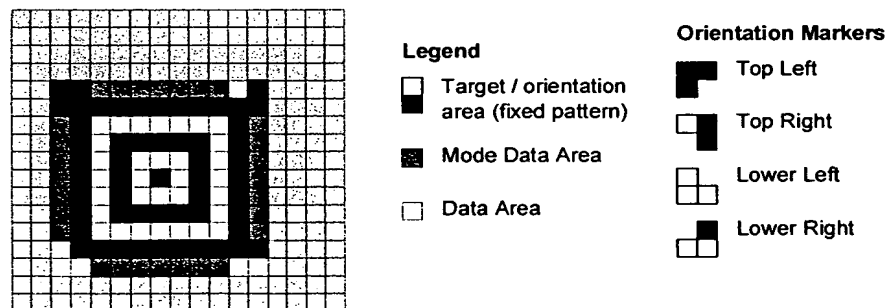 Legend
Target / orientation
area (fixed pattern)
Mode Data Area
Data Area
Orientation Markers
Top Left
Top Right
Lower Left
Lower Right